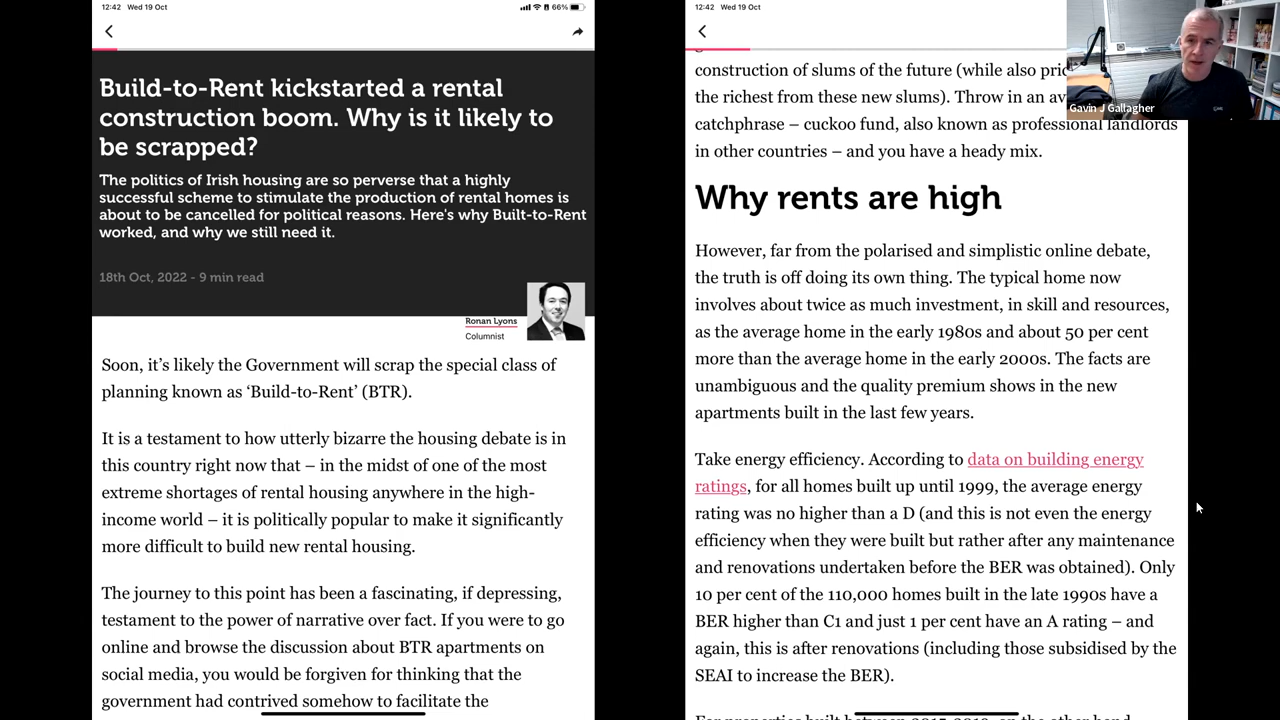 12:42 Wed 19 Oct
66%
Build-to-Rent kickstarted a rental
construction boom. Why is it likely to
be scrapped?
The politics of Irish housing are so perverse that a highly
successful scheme to stimulate the production of rental homes is
about to be cancelled for political reasons. Here's why Built-to-Rent
worked, and why we still need it.
18th Oct, 2022 - 9 min read
Ronan Lyons
Columnist
Soon, it's likely the Government will scrap the special class of
planning known as 'Build-to-Rent' (BTR).
It is a testament to how utterly bizarre the housing debate is in
this country right now that – in the midst of one of the most
extreme shortages of rental housing anywhere in the high-
income world – it is politically popular to make it significantly
more difficult to build new rental housing.
The journey to this point has been a fascinating, if depressing,
testament to the power of narrative over fact. If you were to go
online and browse the discussion about BTR apartments on
social media, you would be forgiven for thinking that the
government had contrived somehow to facilitate the
12:42 Wed 19 Oct
construction of slums of the future (while also
the richest from these new slums). Throw in an
catchphrase – cuckoo fund, also known as professional landlords
in other countries – and you have a heady mix.
Why rents are high
However, far from the polarised and simplistic online debate,
the truth is off doing its own thing. The typical home now
involves about twice as much investment, in skill and resources,
as the average home in the early 1980s and about 50 per cent
more than the average home in the early 2000s. The facts are
unambiguous and the quality premium shows in the new
apartments built in the last few years.
Take energy efficiency. According to data on building energy
ratings, for all homes built up until 1999, the average energy
rating was no higher than a D (and this is not even the energy
efficiency when they were built but rather after any maintenance
and renovations undertaken before the BER was obtained). Only
10 per cent of the 110,000 homes built in the late 1990s have a
BER higher than C1 and just 1 per cent have an A rating – and
again, this is after renovations (including those subsidised by the
SEAI to increase the BER).
Gavin J Gallagher